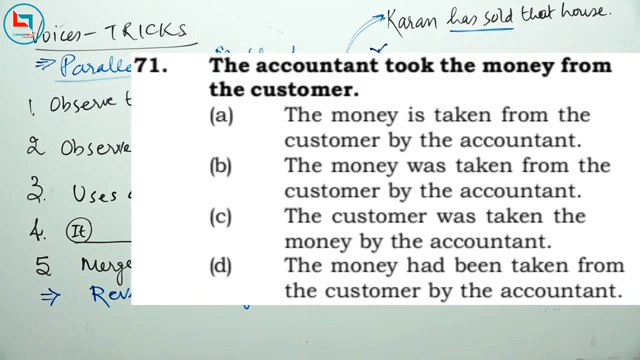 Karan has sold that house.
Voices - TRICKS
⇒ Paralle
71. The accountant took the money from
the customer.
(a) The money is taken from the
customer by the accountant.
(b) The money was taken from the
customer by the accountant.
(c) The customer was taken the
money by the accountant.
(d) The money had been taken from
the customer by the accountant.
1. Observe t
2 Observe
3. Uses
4. It
5 Merge
⇒ Rev